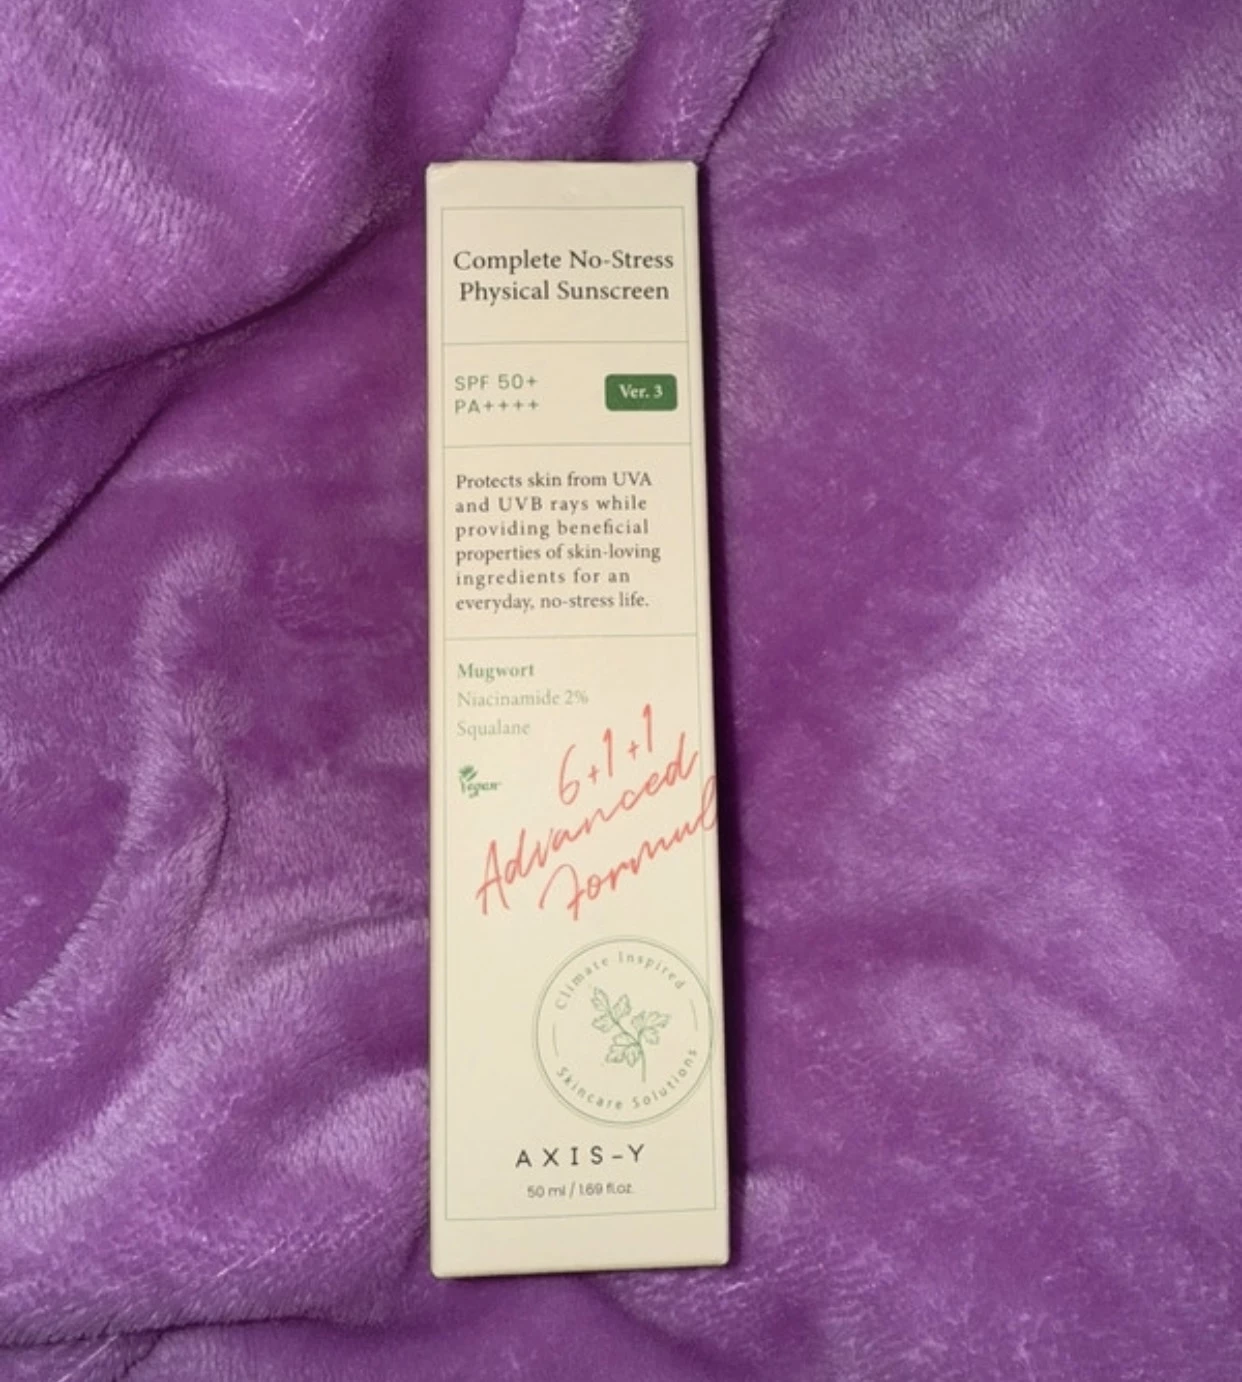 Complete No-Stress
Physical Sunscreen
SPF 50+
PA++++
Ver. 3
Protects skin from UVA
and UVB rays while
providing beneficial
properties of skin-loving
ingredients for an
everyday, no-stress life.
Mugwort
Niacinamide 2%
Squalane
Vegan
6+1+1
Advanced
Formul
Climate Inspired
Skincare Solutions
AXIS-Y
50 ml / 1.69 fl.oz.